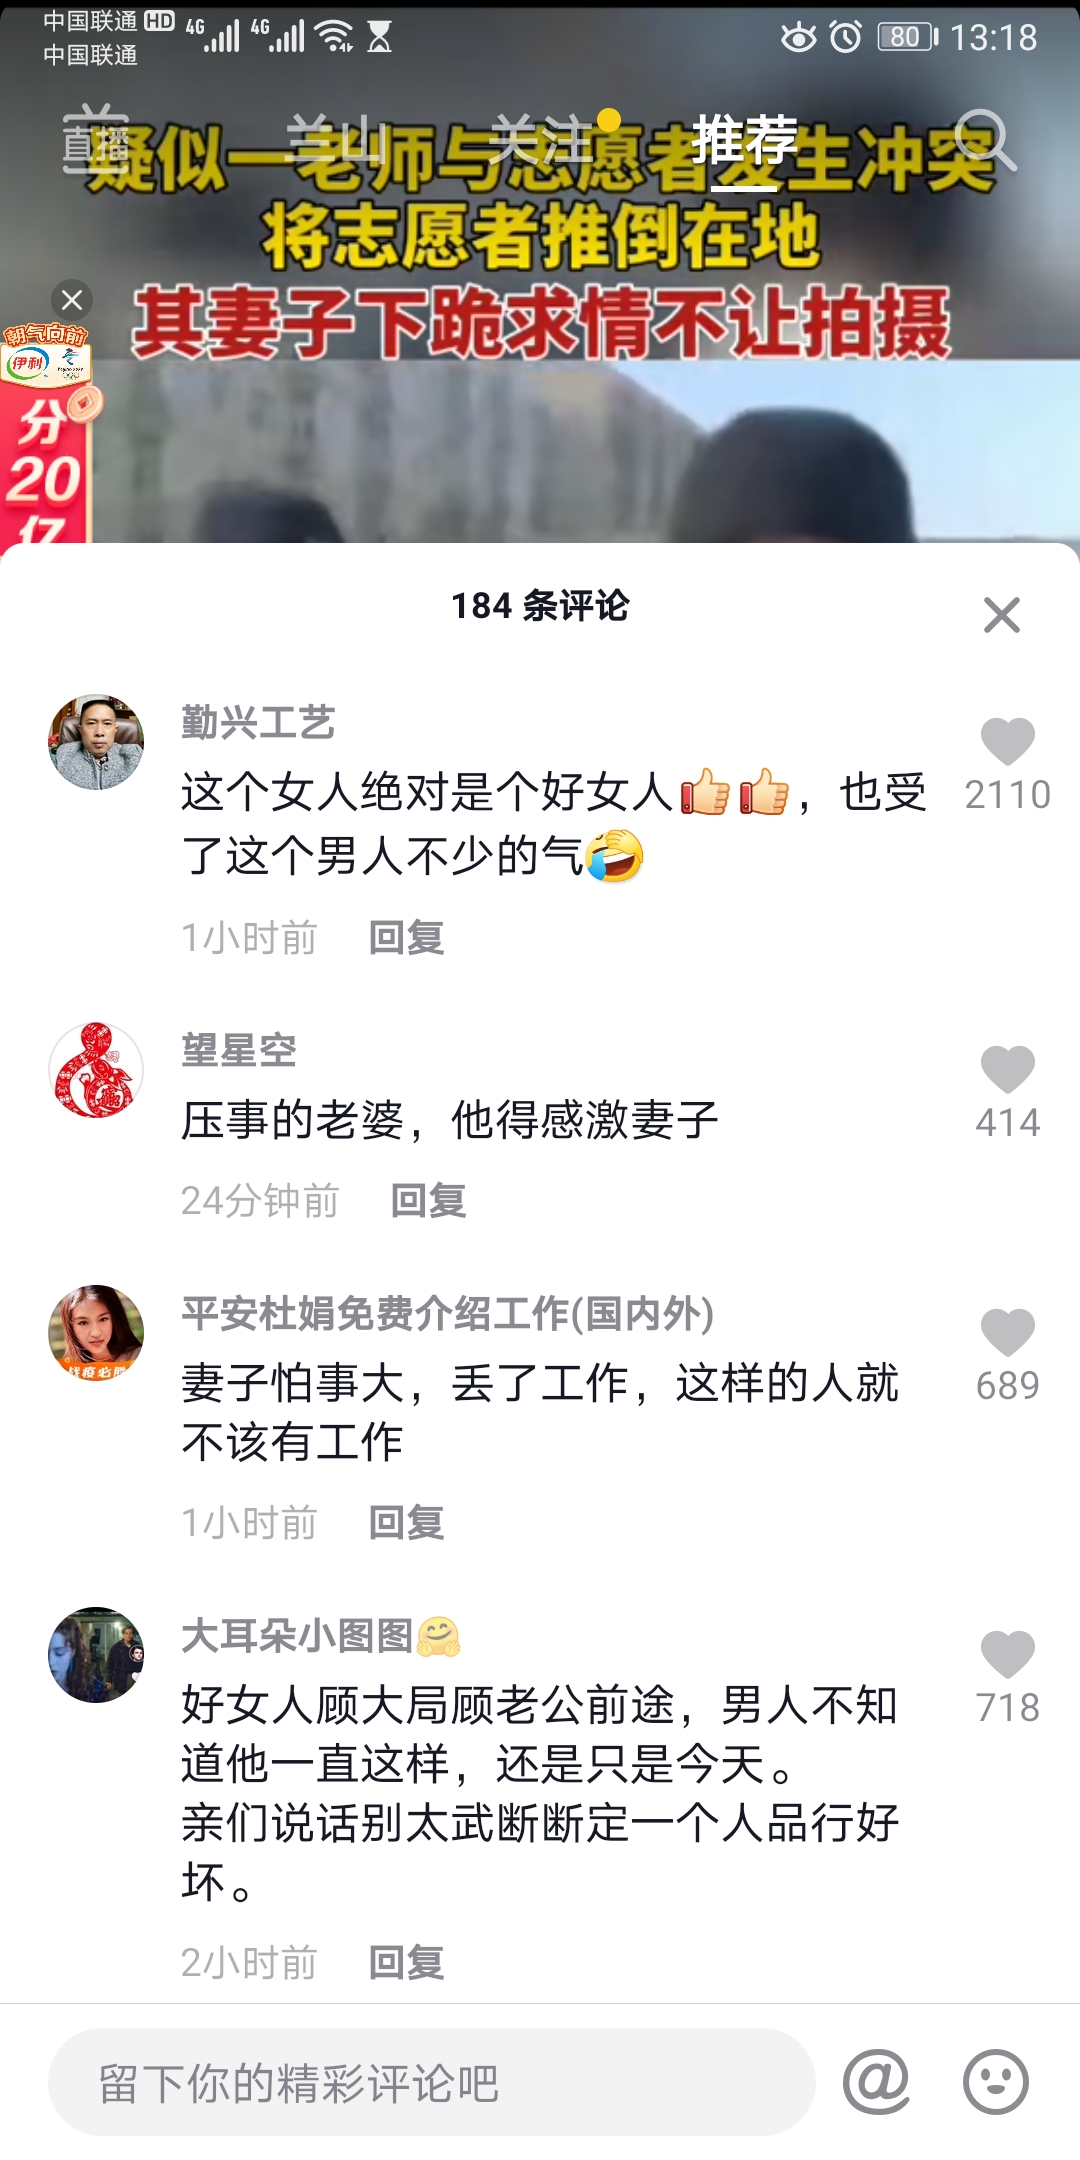 中国联通 HD 4G 4G 80 13:18
中国联通
直播 兰山 关注 推荐
疑似一老师与志愿者发生冲突
将志愿者推倒在地
其妻子下跪求情不让拍摄
朝气向前
伊利
分
20
亿
184 条评论
勤兴工艺
这个女人绝对是个好女人👍👍，也受
了这个男人不少的气
2110
1小时前 回复
望星空
压事的老婆，他得感激妻子
414
24分钟前 回复
平安杜娟免费介绍工作(国内外)
妻子怕事大，丢了工作，这样的人就
不该有工作
689
战疫必胜
1小时前 回复
大耳朵小图图🤗
好女人顾大局顾老公前途，男人不知
道他一直这样，还是只是今天。
亲们说话别太武断断定一个人品行好
坏。
718
2小时前 回复
留下你的精彩评论吧 @